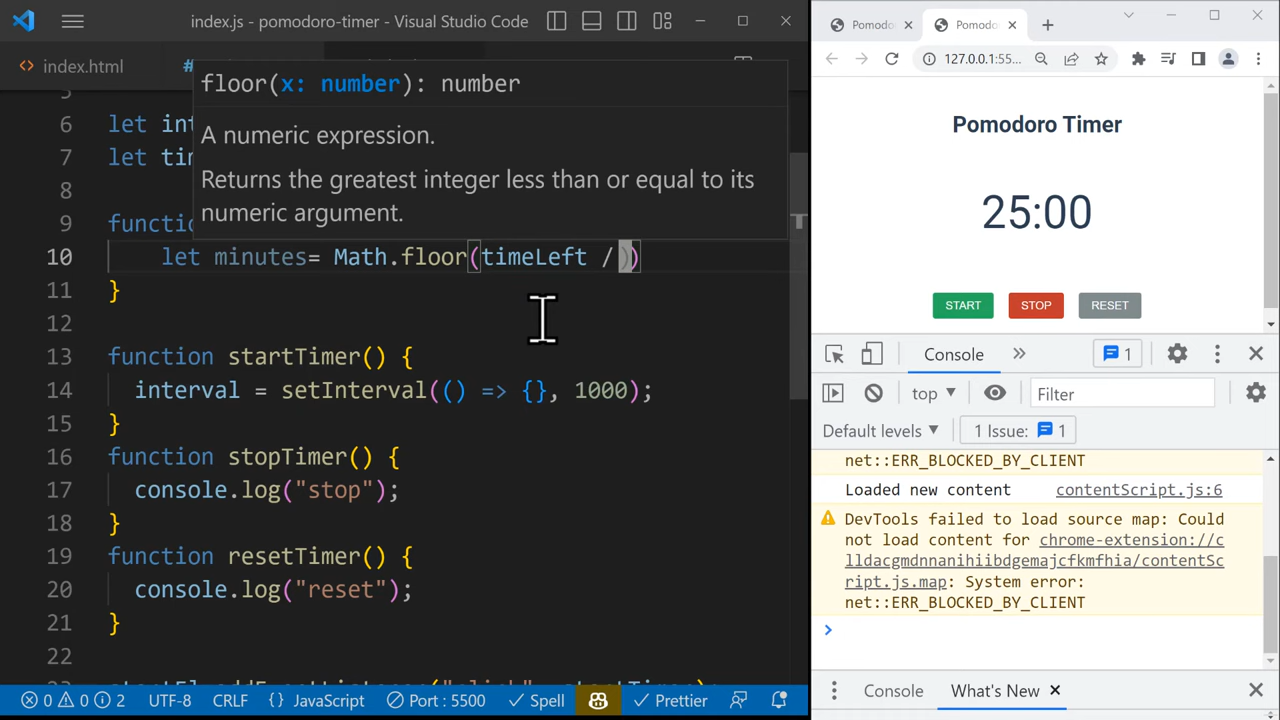 index.js - pomodoro-timer - Visual Studio Code
index.html
#
floor(x: number): number
A numeric expression.
Returns the greatest integer less than or equal to its
numeric argument.
5
6 let int
7 let tim
8
9 functio
10 let minutes= Math.floor(timeLeft / )
11 }
12
13 function startTimer() {
14 interval = setInterval(() => {}, 1000);
15 }
16 function stopTimer() {
17 console.log("stop");
18 }
19 function resetTimer() {
20 console.log("reset");
21 }
22
0 0 2 UTF-8 CRLF {} JavaScript Port : 5500 Spell Prettier
Pomodo Pomodo
127.0.0.1:55...
Pomodoro Timer
25:00
START STOP RESET
Console 1
top Filter
Default levels 1 Issue: 1
net::ERR_BLOCKED_BY_CLIENT
Loaded new content contentScript.js:6
DevTools failed to load source map: Could
not load content for chrome-extension://c
lldacgmdnnanihiibdgemajcfkmfhia/contentSc
ript.js.map: System error:
net::ERR_BLOCKED_BY_CLIENT
Console What's New